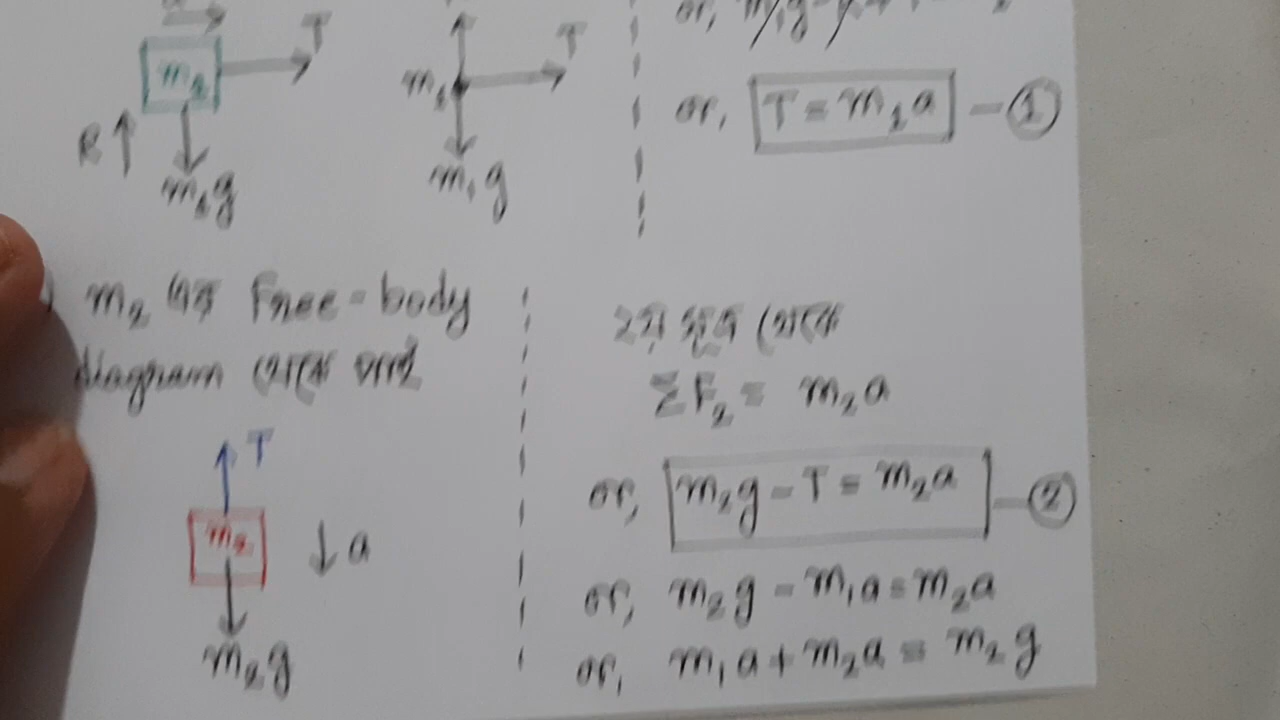 T
m₁
T
m₁
R
m₁g
m₁g
or, T = m₁a — ①
m₂ এর Free-body
diagram থেকে পাই
T
m₂
a
m₂g
২য় সূত্র থেকে
ΣF₂ = m₂a
or, m₂g - T = m₂a — ②
or, m₂g - m₁a = m₂a
or, m₁a + m₂a = m₂g